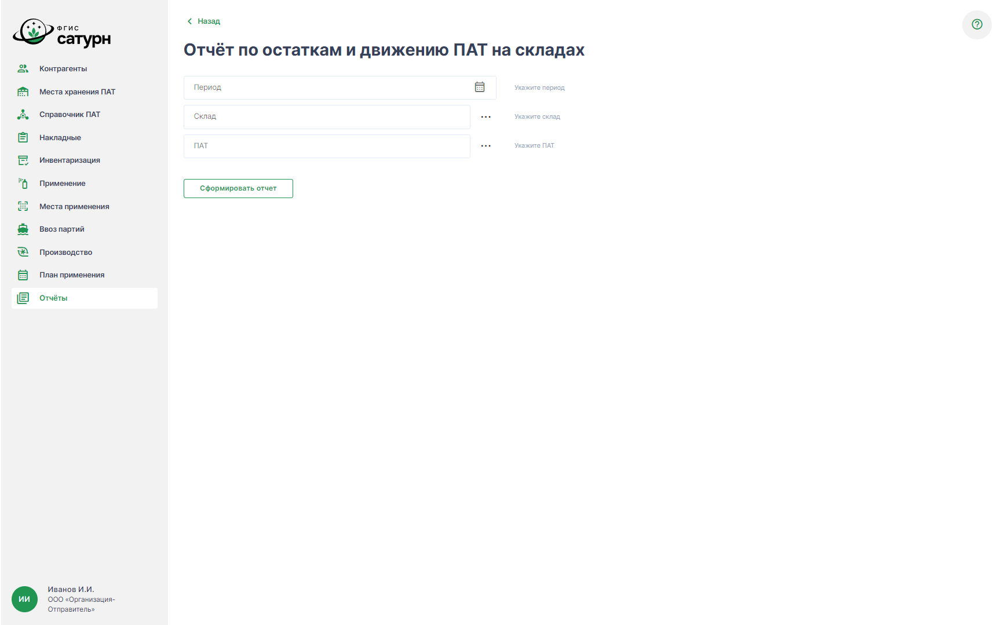 ФГИС
сатурн
Контрагенты
Места хранения ПАТ
Справочник ПАТ
Накладные
Инвентаризация
Применение
Места применения
Ввоз партий
Производство
План применения
Отчёты
ИИ
Иванов И.И.
ООО «Организация-
Отправитель»
Назад
Отчёт по остаткам и движению ПАТ на складах
Период
Укажите период
Склад
Укажите склад
ПАТ
Укажите ПАТ
Сформировать отчет